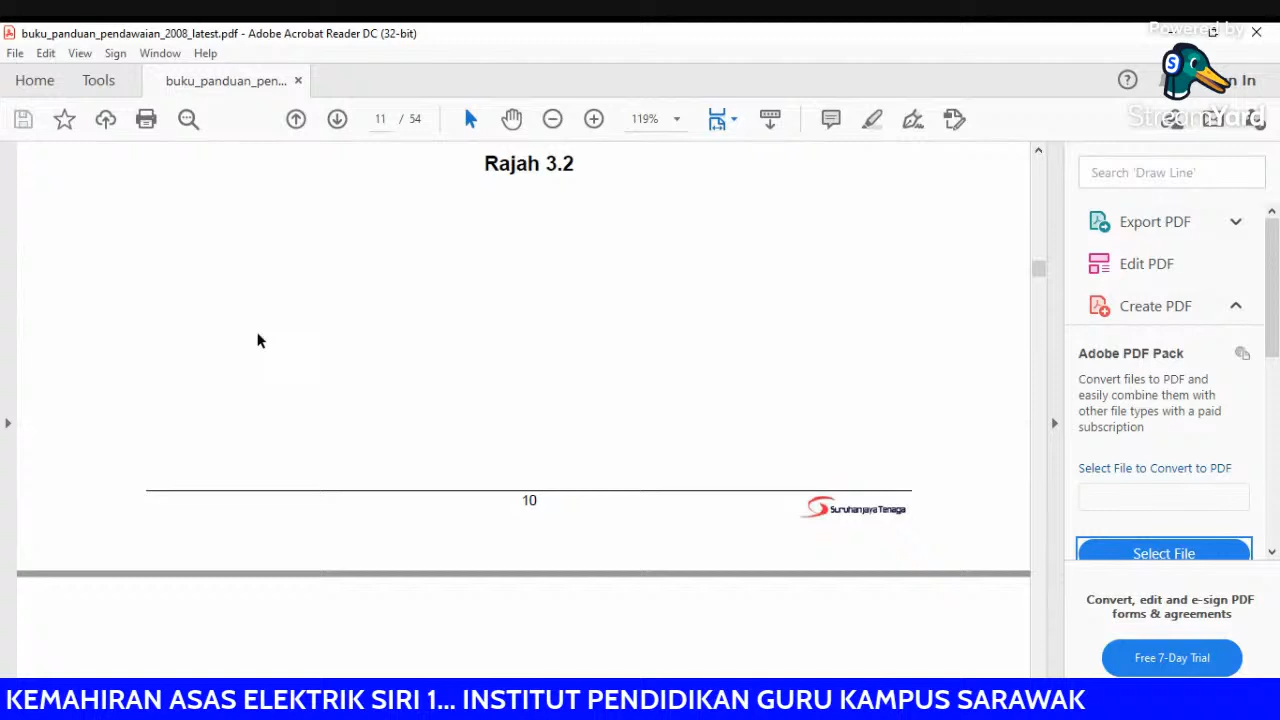 buku_panduan_pendawaian_2008_latest.pdf - Adobe Acrobat Reader DC (32-bit)
Powered by
File Edit View Sign Window Help
Home Tools buku_panduan_pen... ×
In
StreamYard
11 / 54 119%
Rajah 3.2
Search 'Draw Line'
Export PDF
Edit PDF
Create PDF
Adobe PDF Pack
Convert files to PDF and
easily combine them with
other file types with a paid
subscription
Select File to Convert to PDF
10
Suruhanjaya Tenaga
Select File
Convert, edit and e-sign PDF
forms & agreements
Free 7-Day Trial
KEMAHIRAN ASAS ELEKTRIK SIRI 1... INSTITUT PENDIDIKAN GURU KAMPUS SARAWAK